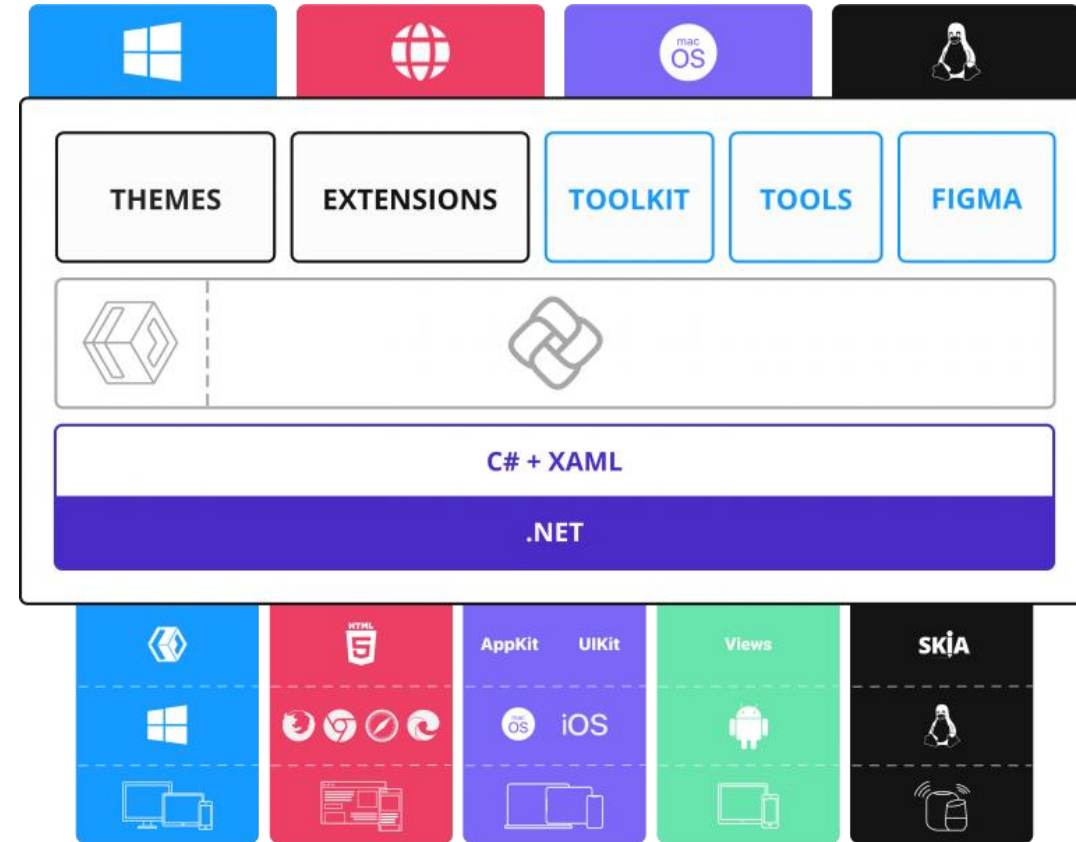 mac
OS
THEMES
EXTENSIONS
TOOLKIT
TOOLS
FIGMA
C# + XAML
.NET
HTML
5
AppKit
UIKit
Views
SKiA
mac
OS
iOS